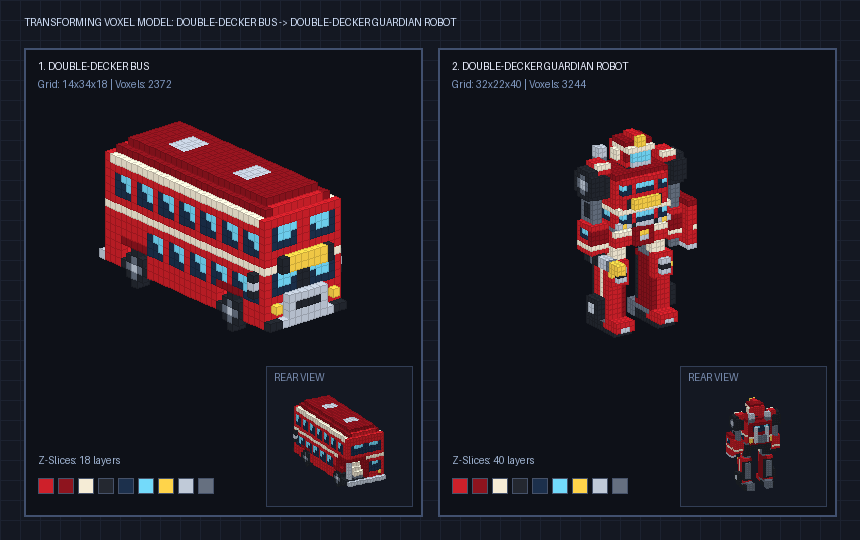 TRANSFORMING VOXEL MODEL: DOUBLE-DECKER BUS -> DOUBLE-DECKER GUARDIAN ROBOT
1. DOUBLE-DECKER BUS
Grid: 14x34x18 | Voxels: 2372
REAR VIEW
Z-Slices: 18 layers
2. DOUBLE-DECKER GUARDIAN ROBOT
Grid: 32x22x40 | Voxels: 3244
REAR VIEW
Z-Slices: 40 layers